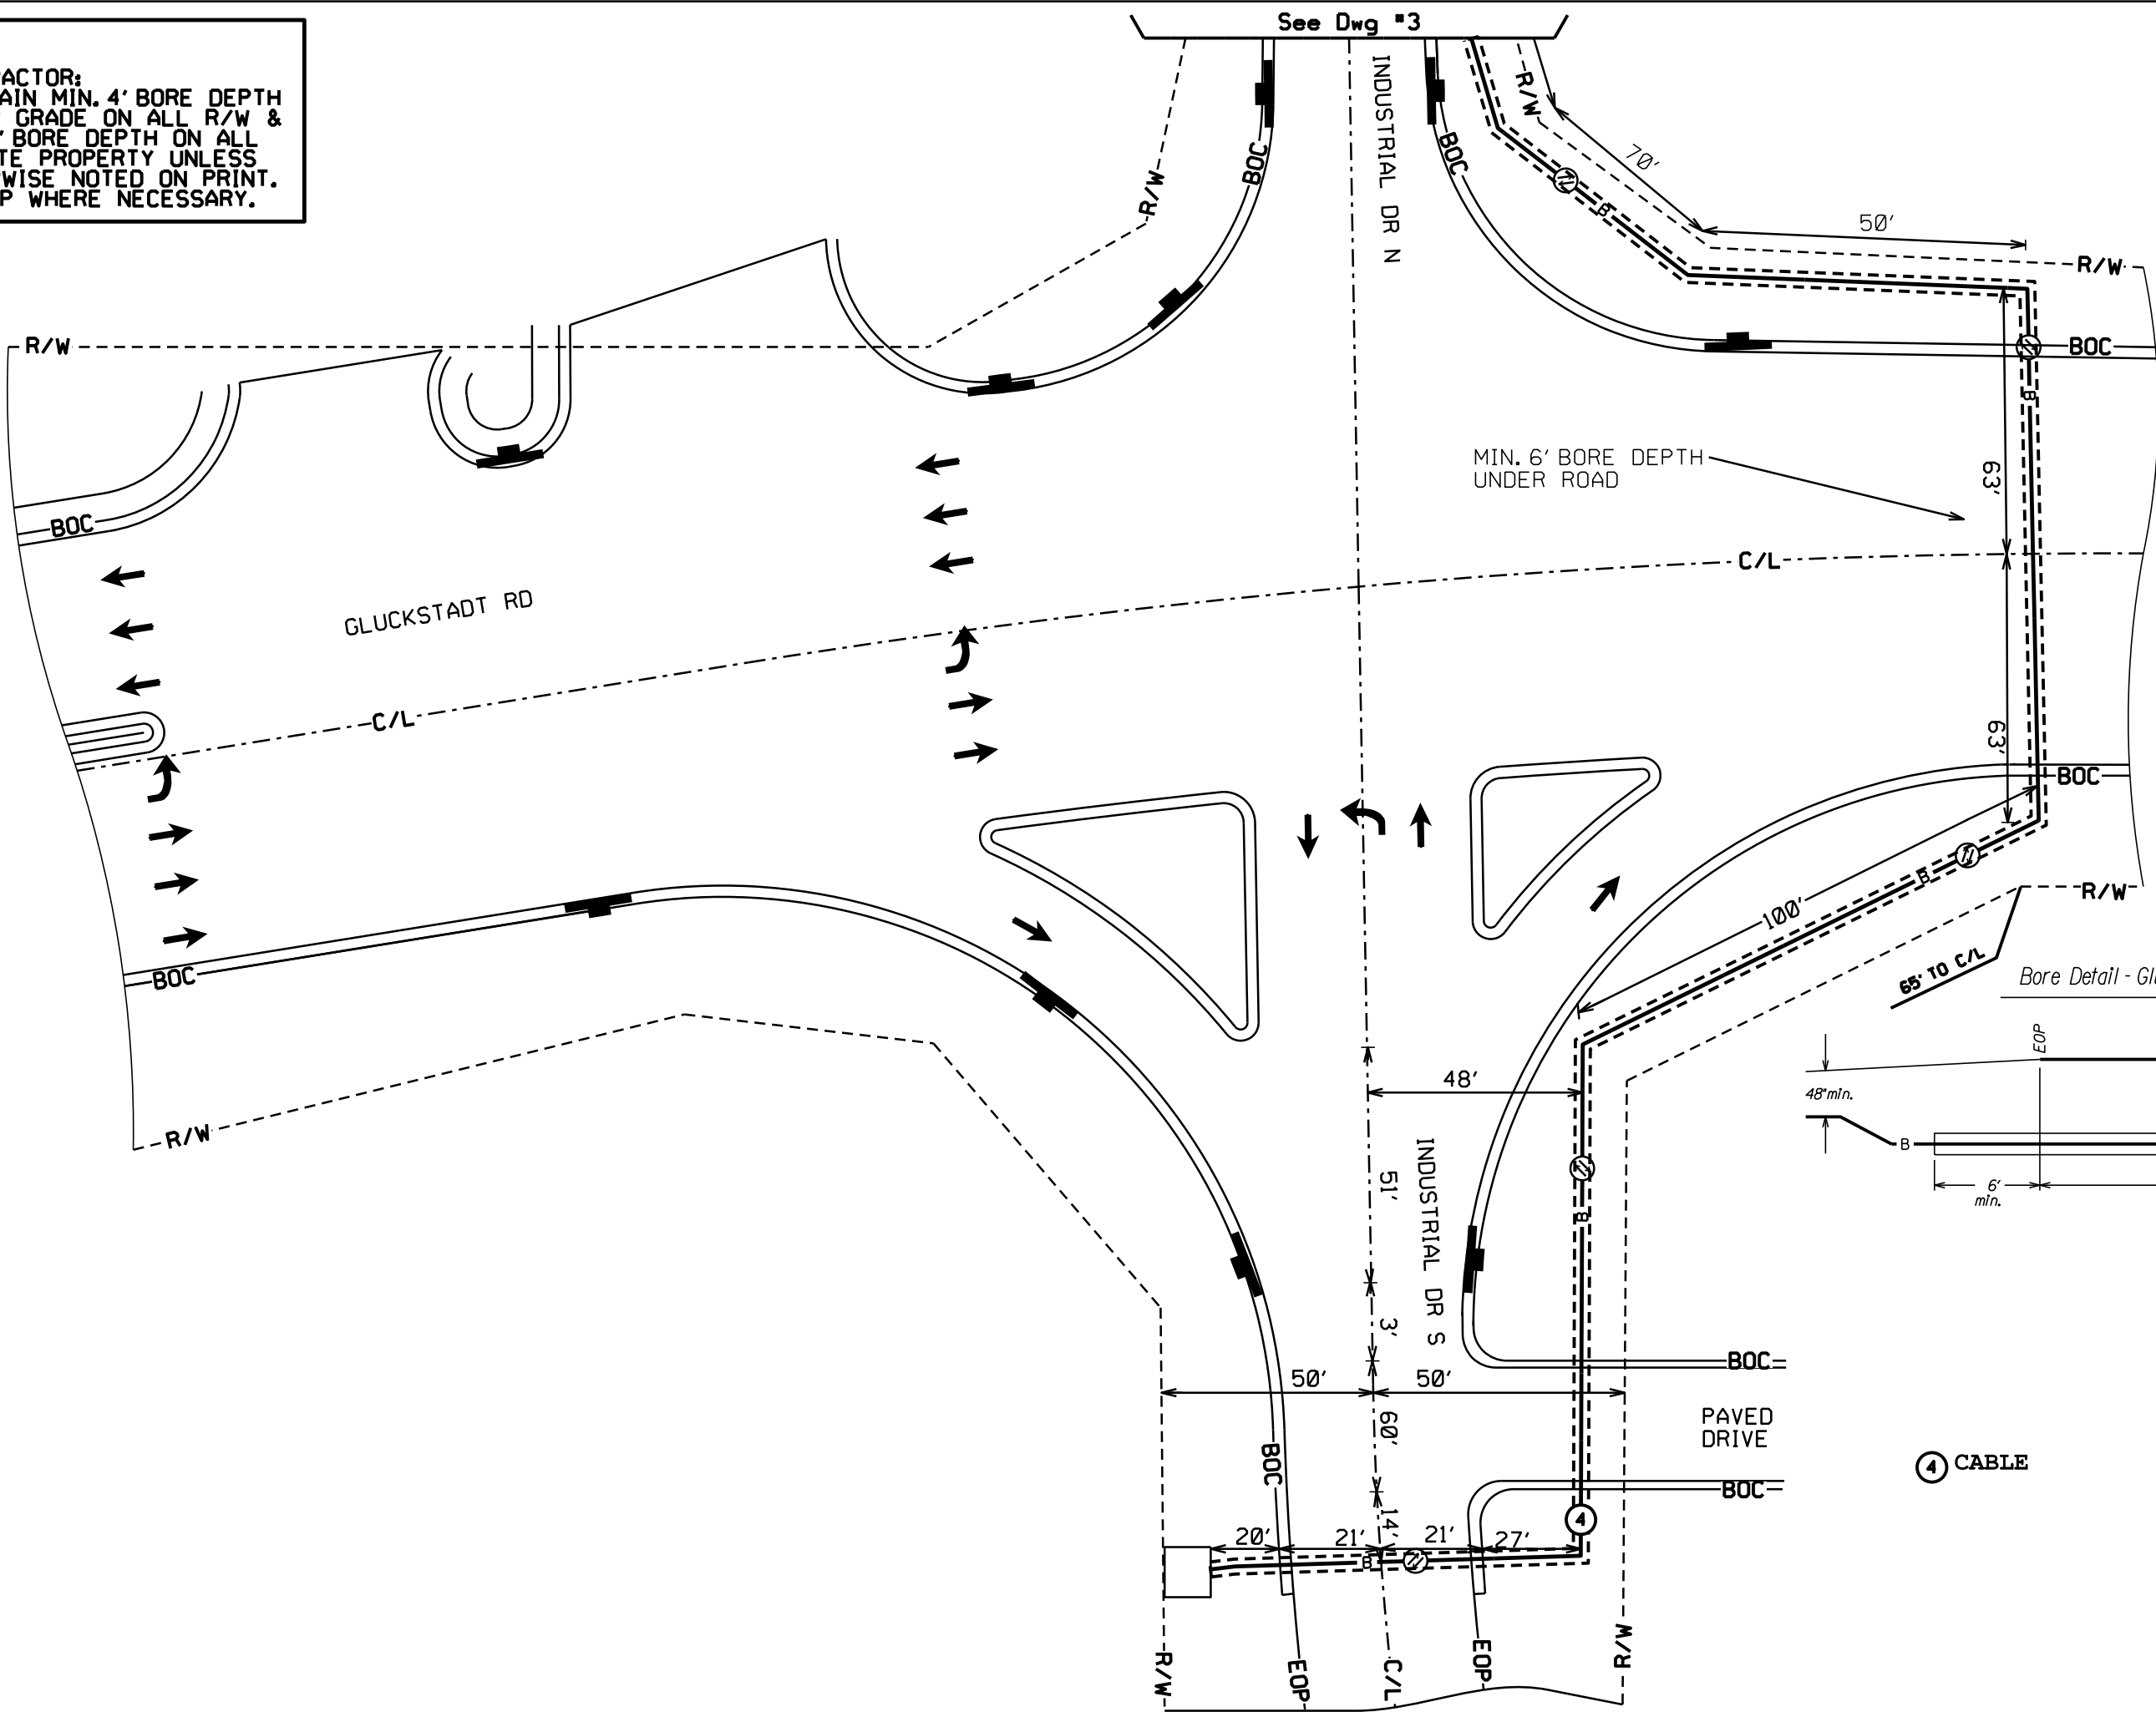 See Dwg #3
ACTOR:
AIN MIN. 4' BORE DEPTH
GRADE ON ALL R/W &
' BORE DEPTH ON ALL
TE PROPERTY UNLESS
WISE NOTED ON PRINT.
P WHERE NECESSARY.
INDUSTRIAL DR N
R/W
70'
BOC
BOC
R/W
B
50'
R/W
R/W
BOC
B
MIN. 6' BORE DEPTH
UNDER ROAD
63'
BOC
C/L
GLUCKSTADT RD
C/L
63'
BOC
B
R/W
100'
65' TO C/L
BOC
Bore Detail - Gl
EOP
48'
48"min.
R/W
B
6'
min.
51'
INDUSTRIAL DR S
B
3'
BOC
50'
50'
60'
PAVED
DRIVE
BOC
4 CABLE
BOC
4
14'
20'
21'
21'
27'
B
R/W
EOP
C/L
EOP
R/W